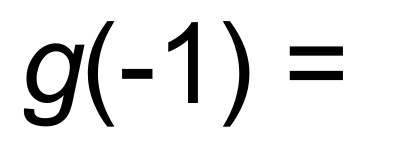 g(-1) =